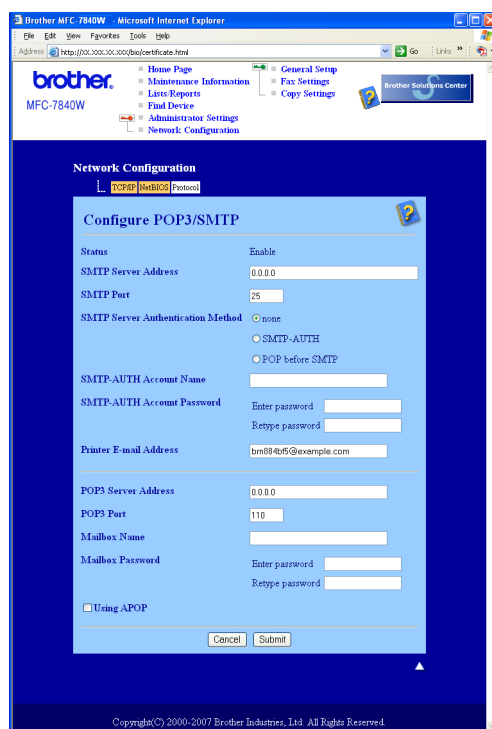 Brother MFC-7840W - Microsoft Internet Explorer
File Edit View Favorites Tools Help
Address http://XX.XXX.XX.XXX/bio/certificate.html Go Links »
brother.
MFC-7840W
Home Page
Maintenance Information
Lists/Reports
Find Device
Administrator Settings
Network Configuration
General Setup
Fax Settings
Copy Settings
Brother Solutions Center
Network Configuration
TCP/IP NetBIOS Protocol
Configure POP3/SMTP
Status Enable
SMTP Server Address 0.0.0.0
SMTP Port 25
SMTP Server Authentication Method none
SMTP-AUTH
POP before SMTP
SMTP-AUTH Account Name
SMTP-AUTH Account Password Enter password
Retype password
Printer E-mail Address brn884bf5@example.com
POP3 Server Address 0.0.0.0
POP3 Port 110
Mailbox Name
Mailbox Password Enter password
Retype password
Using APOP
Cancel Submit
Copyright(C) 2000-2007 Brother Industries, Ltd. All Rights Reserved.